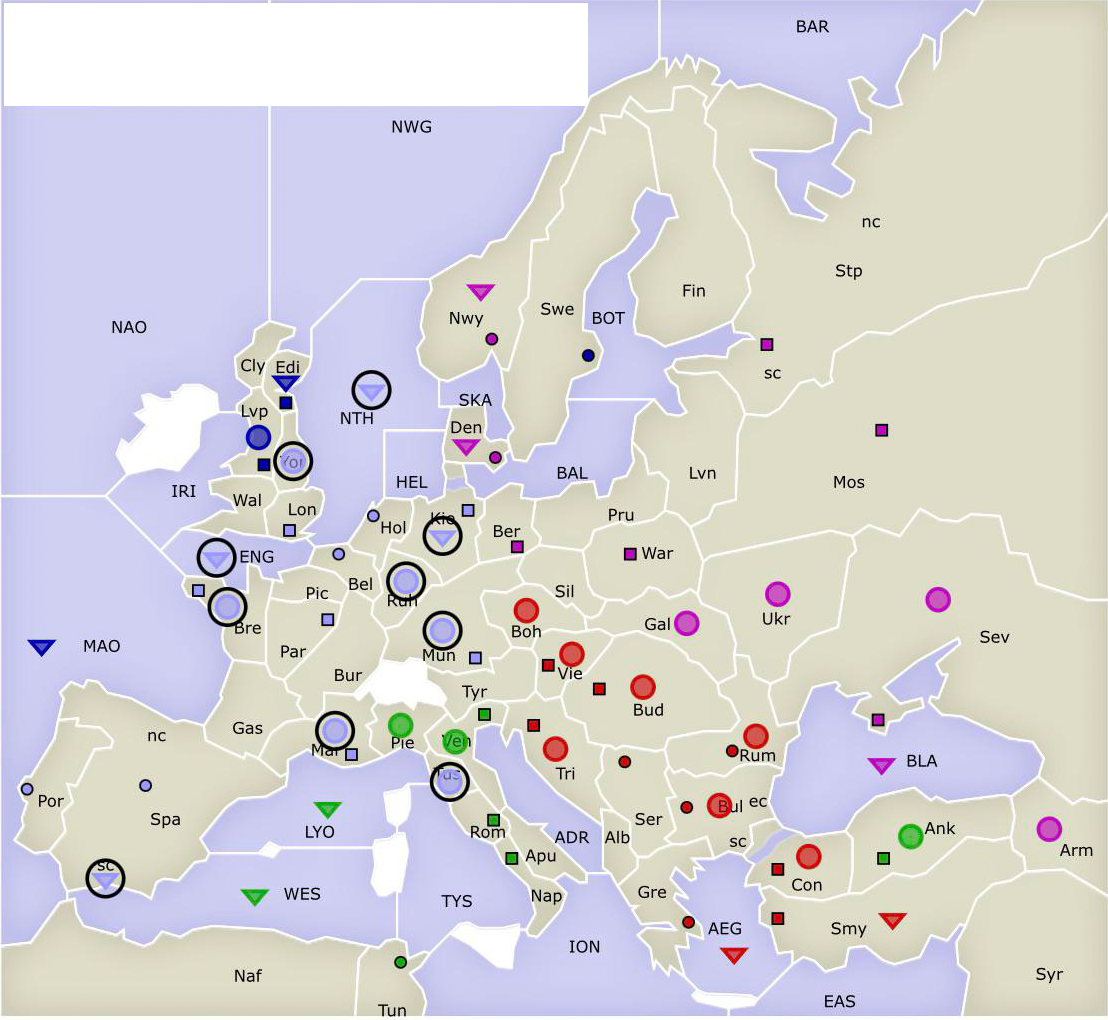 BAR
NWG
nc
Stp
Fin
NAO
Swe
BOT
Nwy
Cly
Edi
sc
SKA
Lvp
NTH
Den
Yor
BAL
Lvn
Mos
HEL
IRI
Wal
Lon
Pru
Kie
Hol
Ber
War
ENG
Bel
Pic
Sil
Ruh
Ukr
Bre
Boh
Gal
Sev
MAO
Par
Mun
Vie
Bur
Tyr
Bud
Gas
nc
Mar
Pie
Ven
Rum
BLA
Tus
Tri
Por
Spa
Bul
ec
Ser
LYO
Rom
ADR
Alb
sc
Ank
Apu
Arm
sc
Con
WES
TYS
Nap
Gre
AEG
Smy
ION
Naf
Syr
EAS
Tun